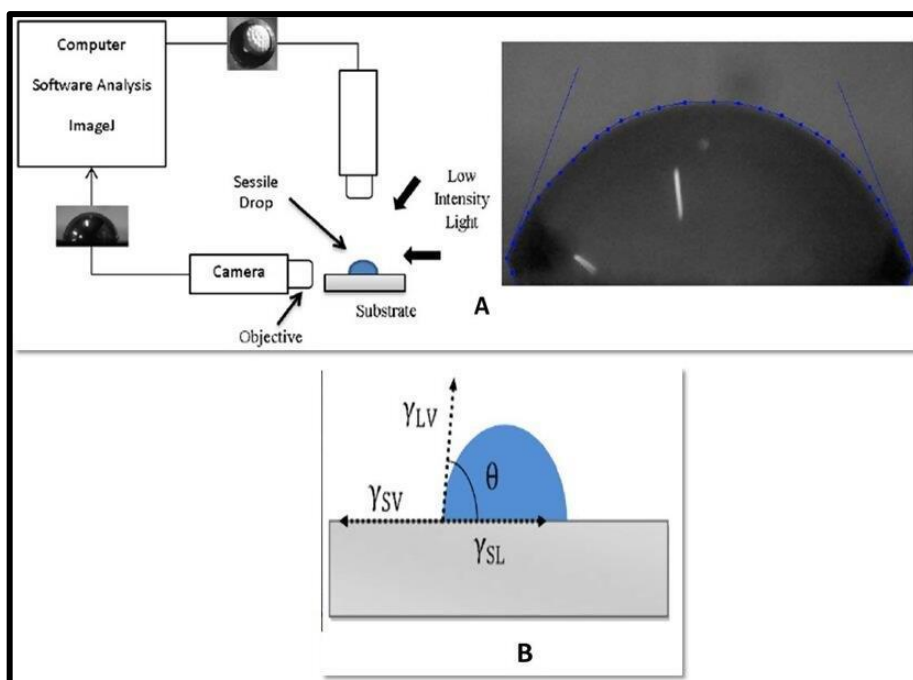 Computer
Software Analysis
ImageJ
Sessile
Drop
Low
Intensity
Light
Camera
Objective
Substrate
A
γLV
θ
γSV
γSL
B